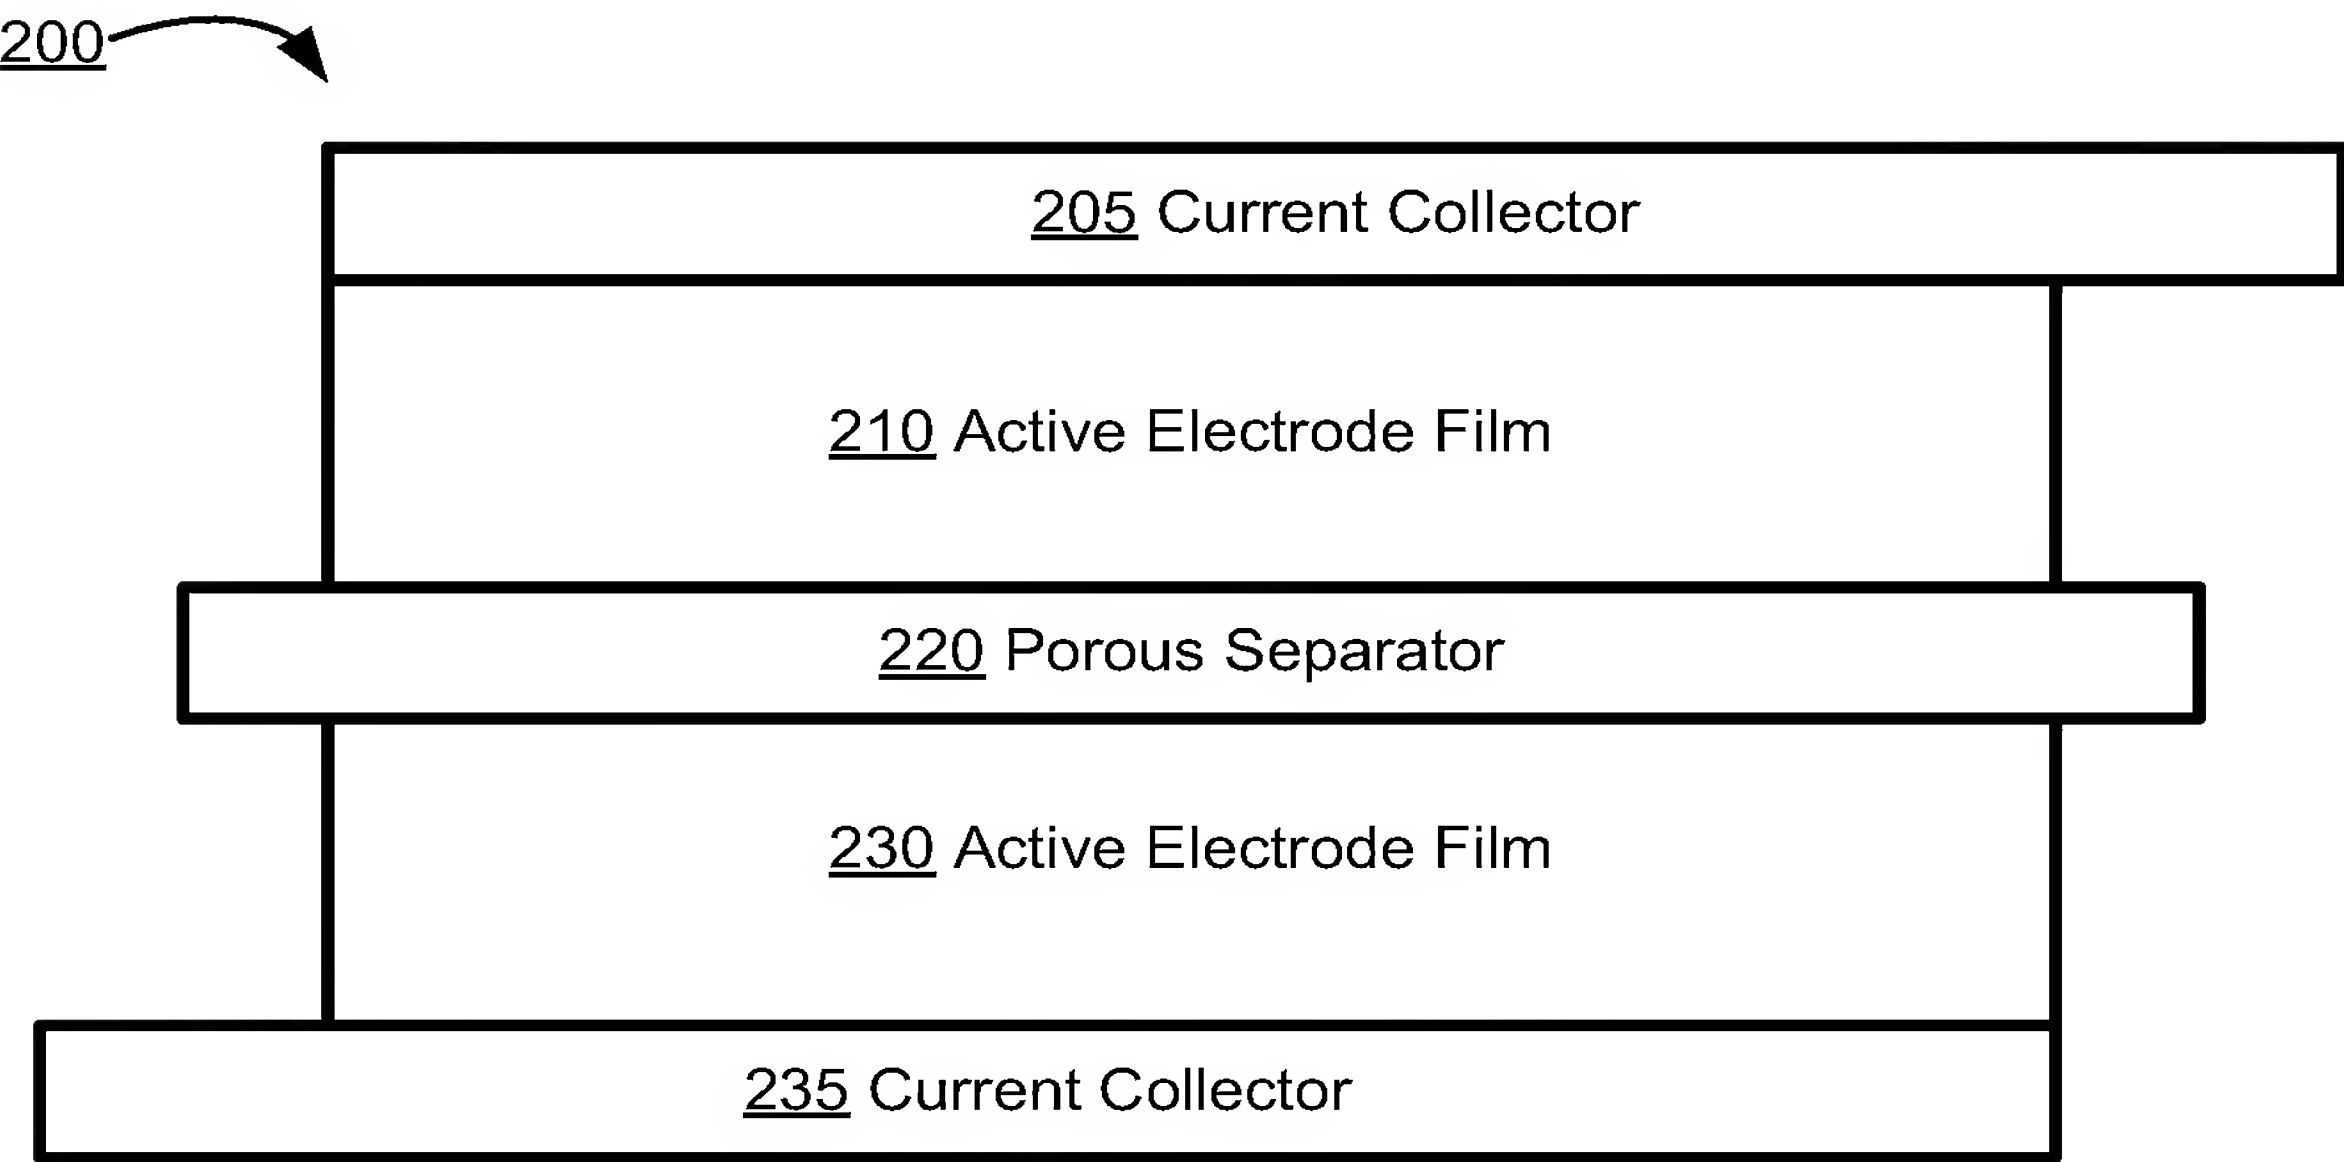 200
205 Current Collector
210 Active Electrode Film
220 Porous Separator
230 Active Electrode Film
235 Current Collector